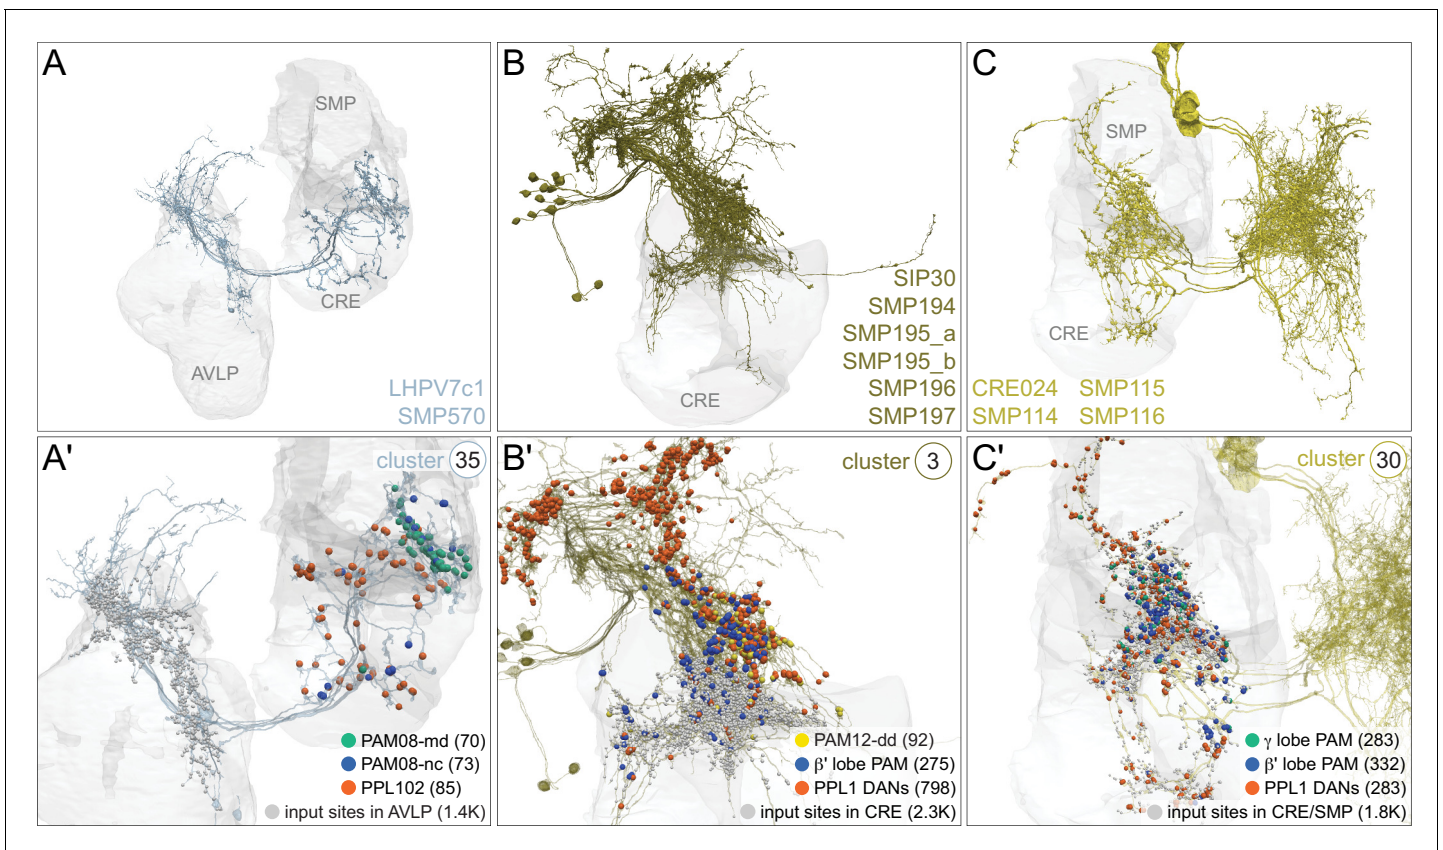 A
SMP
CRE
AVLP
LHPV7c1
SMP570
B
SIP30
SMP194
SMP195_a
SMP195_b
SMP196
SMP197
CRE
C
SMP
CRE
CRE024 SMP115
SMP114 SMP116
A'
cluster 35
PAM08-md (70)
PAM08-nc (73)
PPL102 (85)
input sites in AVLP (1.4K)
B'
cluster 3
PAM12-dd (92)
β' lobe PAM (275)
PPL1 DANs (798)
input sites in CRE (2.3K)
C'
cluster 30
γ lobe PAM (283)
β' lobe PAM (332)
PPL1 DANs (283)
input sites in CRE/SMP (1.8K)